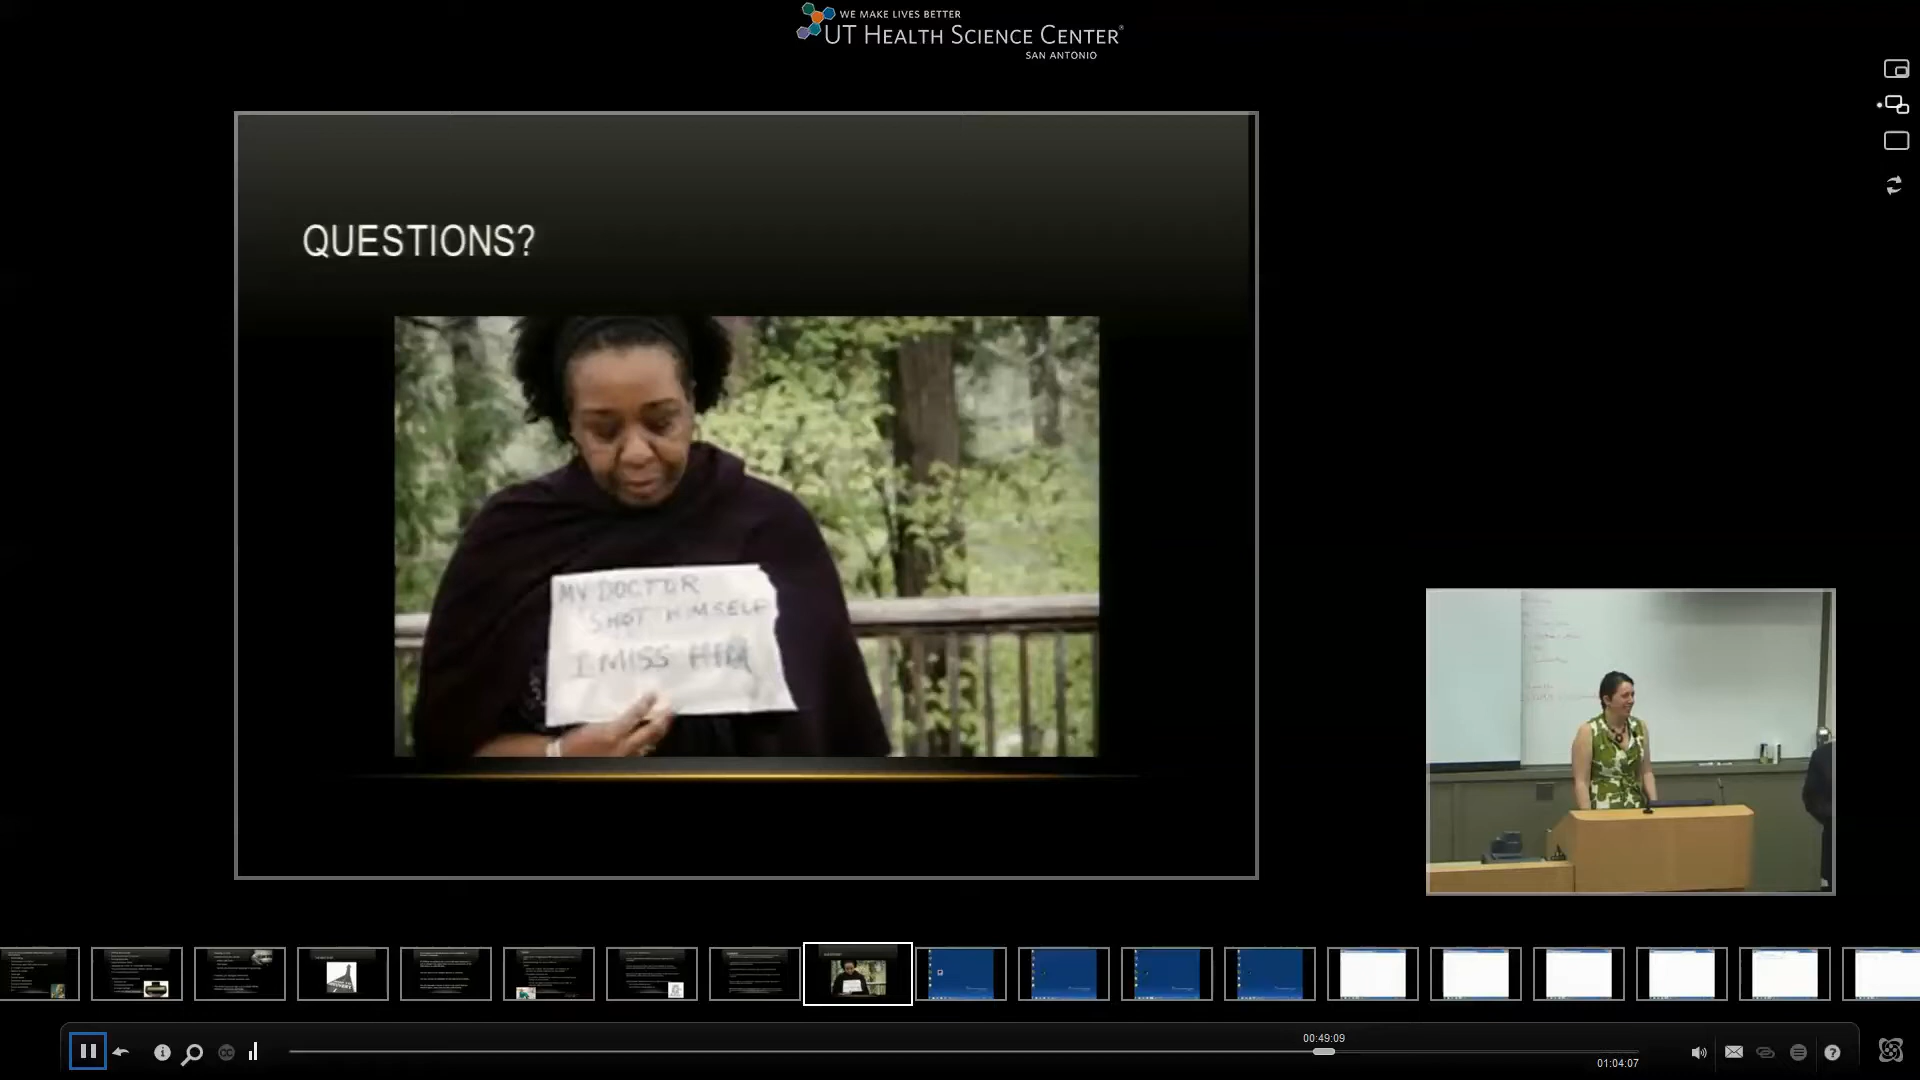 WE MAKE LIVES BETTER
UT HEALTH SCIENCE CENTER®
SAN ANTONIO
QUESTIONS?
MY DOCTOR
SHOT HIMSELF
I MISS HIM
00:49:09
01:04:07